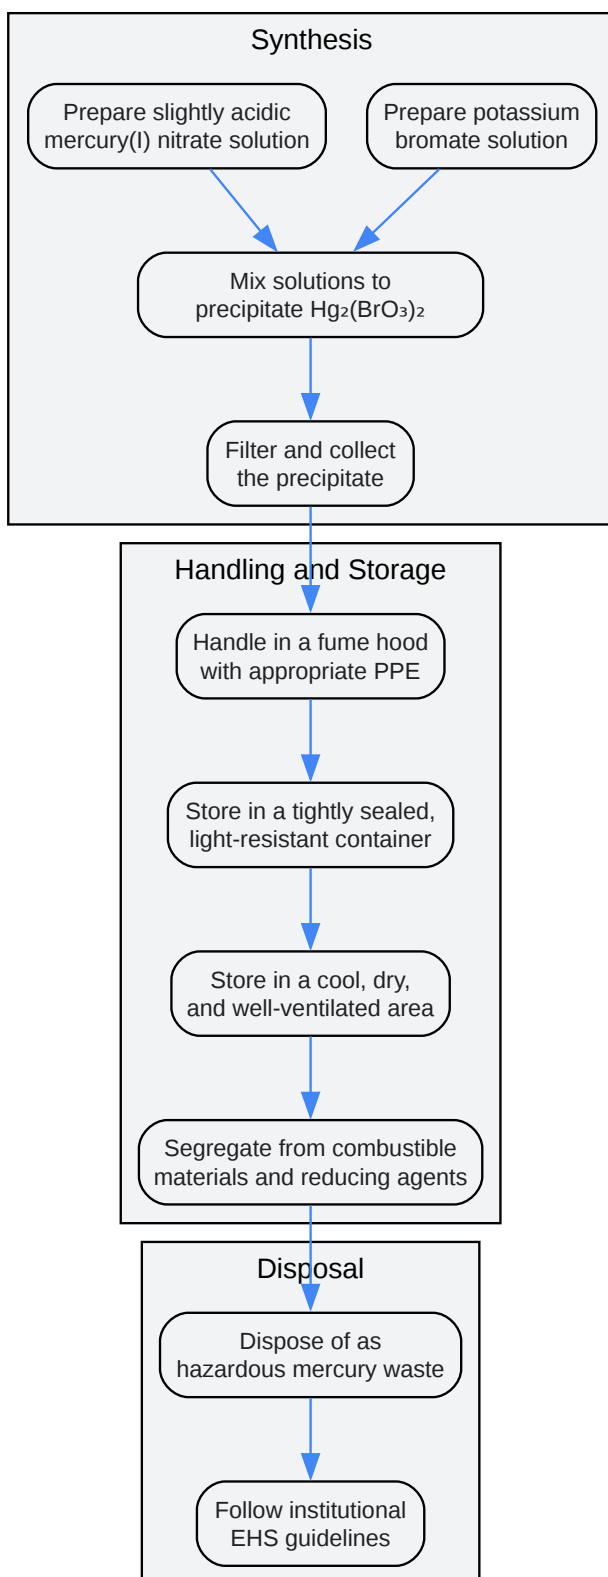 Synthesis
Prepare slightly acidic
mercury(I) nitrate solution
Prepare potassium
bromate solution
Mix solutions to
precipitate Hg₂(BrO₃)₂
Filter and collect
the precipitate
Handling and Storage
Handle in a fume hood
with appropriate PPE
Store in a tightly sealed,
light-resistant container
Store in a cool, dry,
and well-ventilated area
Segregate from combustible
materials and reducing agents
Disposal
Dispose of as
hazardous mercury waste
Follow institutional
EHS guidelines